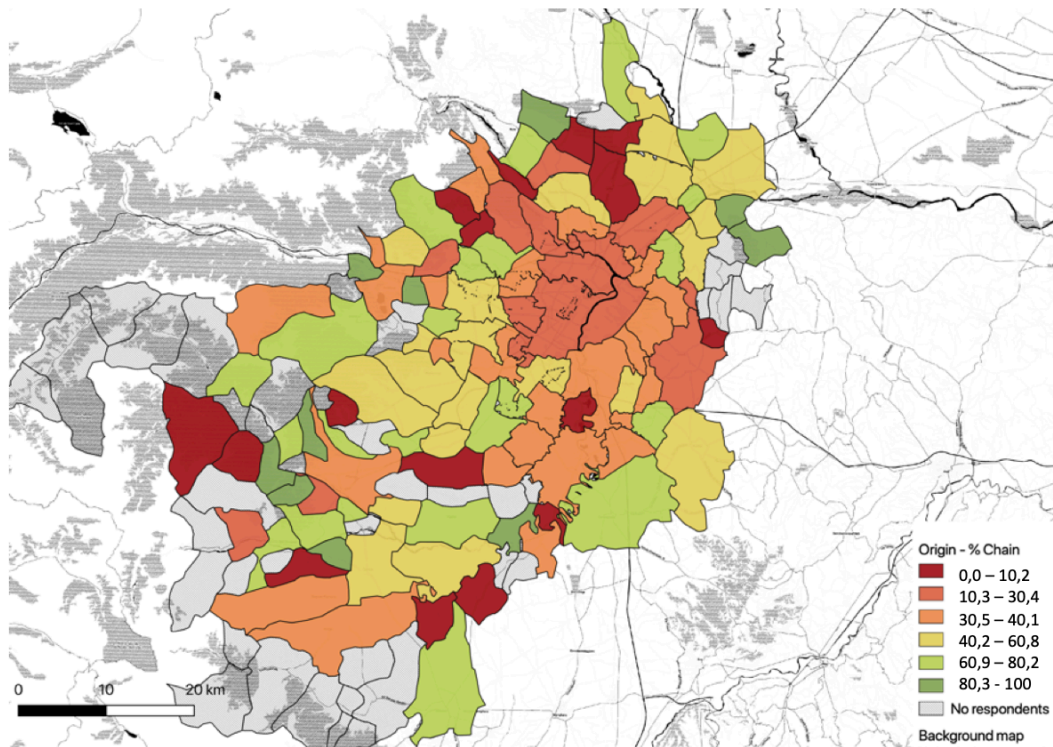 Origin - % Chain
0,0 – 10,2
10,3 – 30,4
30,5 – 40,1
40,2 – 60,8
60,9 – 80,2
80,3 - 100
No respondents
Background map
0 10 20 km